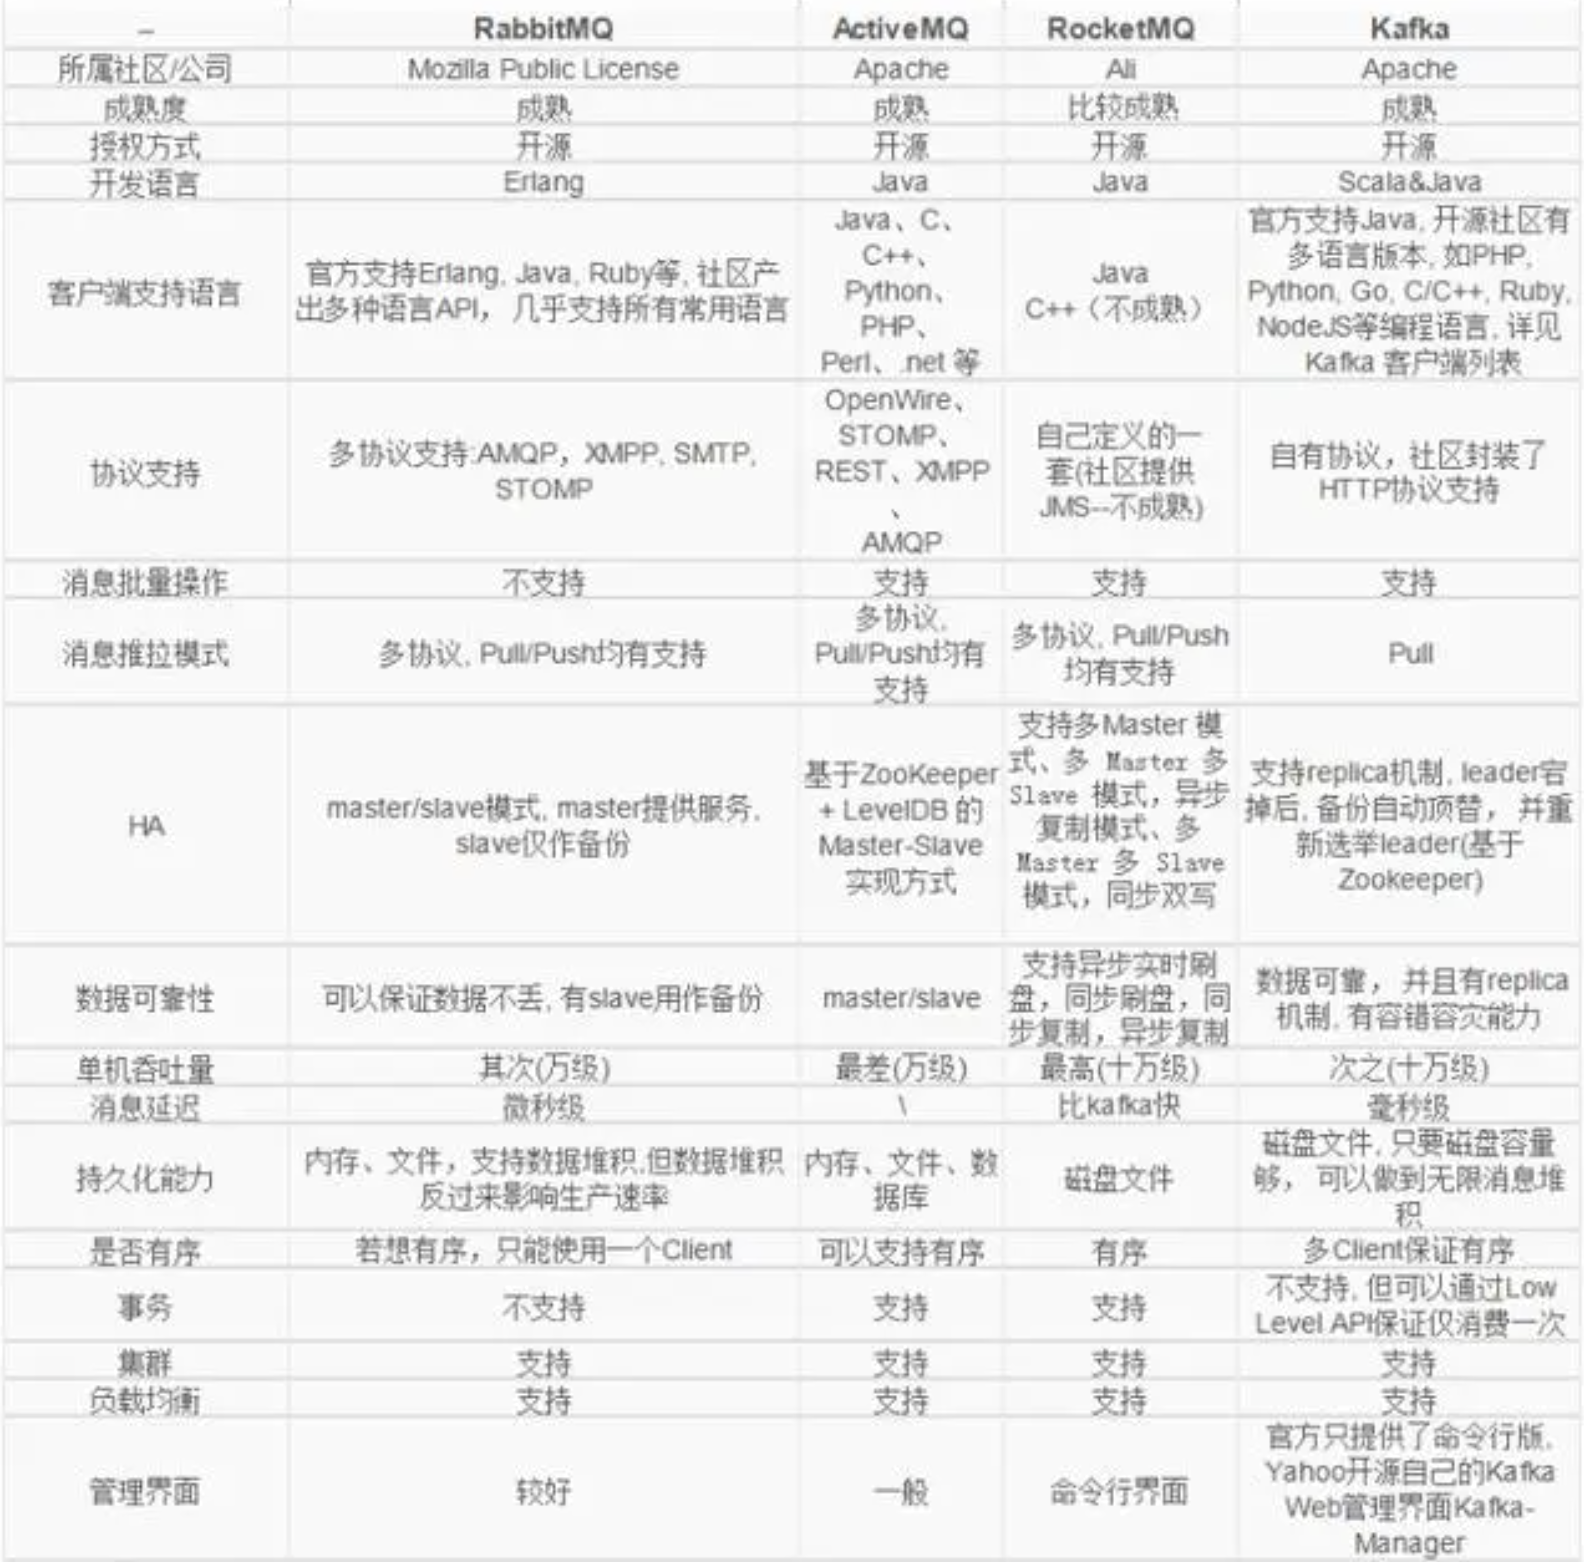 – RabbitMQ ActiveMQ RocketMQ Kafka
所属社区/公司 Mozilla Public License Apache Ali Apache
成熟度 成熟 成熟 比较成熟 成熟
授权方式 开源 开源 开源 开源
开发语言 Erlang Java Java Scala&Java
客户端支持语言
官方支持Erlang, Java, Ruby等, 社区产
出多种语言API， 几乎支持所有常用语言
Java、C、
C++、
Python、
PHP、
Perl、.net 等
Java
C++（不成熟）
官方支持Java, 开源社区有
多语言版本, 如PHP,
Python, Go, C/C++, Ruby,
NodeJS等编程语言, 详见
Kafka 客户端列表
协议支持
多协议支持:AMQP，XMPP, SMTP,
STOMP
OpenWire、
STOMP、
REST、XMPP
、
AMQP
自己定义的一
套(社区提供
JMS--不成熟)
自有协议，社区封装了
HTTP协议支持
消息批量操作 不支持 支持 支持 支持
消息推拉模式
多协议, Pull/Push均有支持
多协议,
Pull/Push均有
支持
多协议, Pull/Push
均有支持
Pull
HA
master/slave模式, master提供服务,
slave仅作备份
基于ZooKeeper
+ LevelDB 的
Master-Slave
实现方式
支持多Master 模
式、多 Master 多
Slave 模式，异步
复制模式、多
Master 多 Slave
模式，同步双写
支持replica机制, leader宕
掉后, 备份自动顶替， 并重
新选举leader(基于
Zookeeper)
数据可靠性
可以保证数据不丢, 有slave用作备份
master/slave
支持异步实时刷
盘，同步刷盘，同
步复制，异步复制
数据可靠， 并且有replica
机制, 有容错容灾能力
单机吞吐量 其次(万级) 最差(万级) 最高(十万级) 次之(十万级)
消息延迟 微秒级 \ 比kafka快 毫秒级
持久化能力
内存、文件，支持数据堆积,但数据堆积
反过来影响生产速率
内存、文件、数
据库
磁盘文件
磁盘文件, 只要磁盘容量
够， 可以做到无限消息堆
积
是否有序 若想有序，只能使用一个Client 可以支持有序 有序 多Client保证有序
事务
不支持
支持
支持
不支持, 但可以通过Low
Level API保证仅消费一次
集群 支持 支持 支持 支持
负载均衡 支持 支持 支持 支持
管理界面
较好
一般
命令行界面
官方只提供了命令行版,
Yahoo开源自己的Kafka
Web管理界面Kafka-
Manager